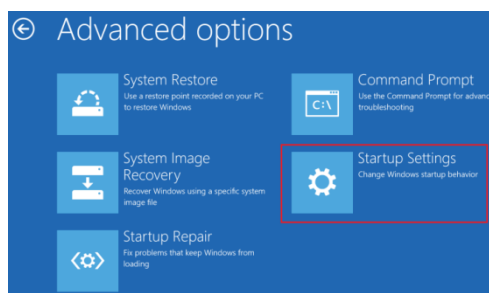 Advanced options
System Restore
Use a restore point recorded on your PC
to restore Windows
System Image
Recovery
Recover Windows using a specific system
image file
Startup Repair
Fix problems that keep Windows from
loading
Command Prompt
C:\
Use the Command Prompt for advanc
troubleshooting
Startup Settings
Change Windows startup behavior